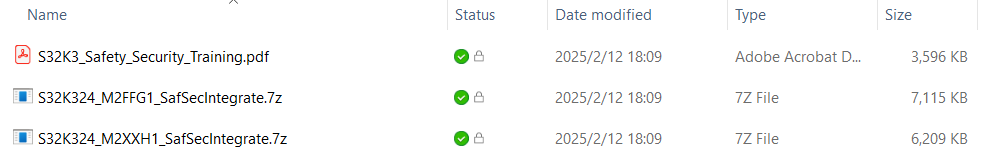 Name Status Date modified Type Size
S32K3_Safety_Security_Training.pdf 2025/2/12 18:09 Adobe Acrobat D... 3,596 KB
S32K324_M2FFG1_SafSecIntegrate.7z 2025/2/12 18:09 7Z File 7,115 KB
S32K324_M2XXH1_SafSecIntegrate.7z 2025/2/12 18:09 7Z File 6,209 KB